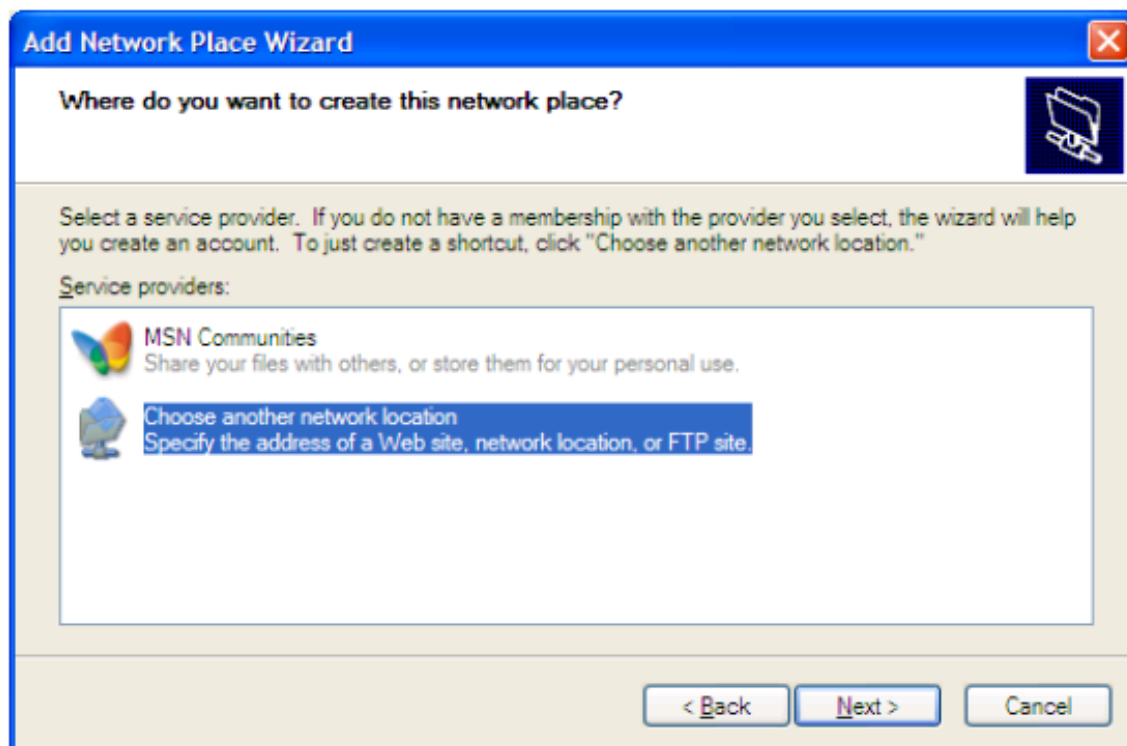 Add Network Place Wizard
Where do you want to create this network place?
Select a service provider.  If you do not have a membership with the provider you select, the wizard will help
you create an account.  To just create a shortcut, click "Choose another network location."
Service providers:
MSN Communities
Share your files with others, or store them for your personal use.
Choose another network location
Specify the address of a Web site, network location, or FTP site.
< Back Next > Cancel